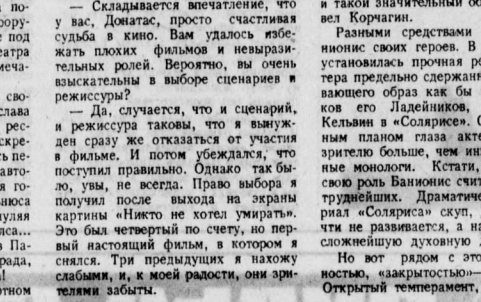 — Складывается впечатление, что
у вас, Донатас, просто счастливая
судьба в кино. Вам удалось избе-
жать плохих фильмов и невырази-
тельных ролей. Вероятно, вы очень
взыскательны в выборе сценариев и
режиссуры?
— Да, случается, что и сценарий,
и режиссура таковы, что я вынуж-
ден сразу же отказаться от участия
в фильме. И потом убеждался, что
поступил правильно. Однако так бы-
ло, увы, не всегда. Право выбора я
получил после выхода на экраны
картины «Никто не хотел умирать».
Это был четвертый по счету, но пер-
вый настоящий фильм, в котором я
снялся. Три предыдущих я нахожу
слабыми, и, к моей радости, они зри-
телями забыты.
и такой значительный об
вел Корчагин.
Разными средствами
нионис своих героев. В
установилась прочная ре
тера предельно сдержанн
вающего образ как бы
ков его Ладейников,
Кельвин в «Солярисе». С
ным планом глаза акте
зрителю больше, чем ин
ные монологи. Кстати,
свою роль Банионис счит
труднейших. Драматиче
риал «Соляриса» скуп,
чти не развивается, а на
сложнейшую духовную д
Но вот рядом с это
ностью, «закрытостью»—
Открытый темперамент,